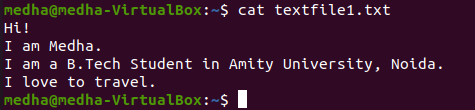 medha@medha-VirtualBox:~$ cat textfile1.txt
Hi!
I am Medha.
I am a B.Tech Student in Amity University, Noida.
I love to travel.
medha@medha-VirtualBox:~$